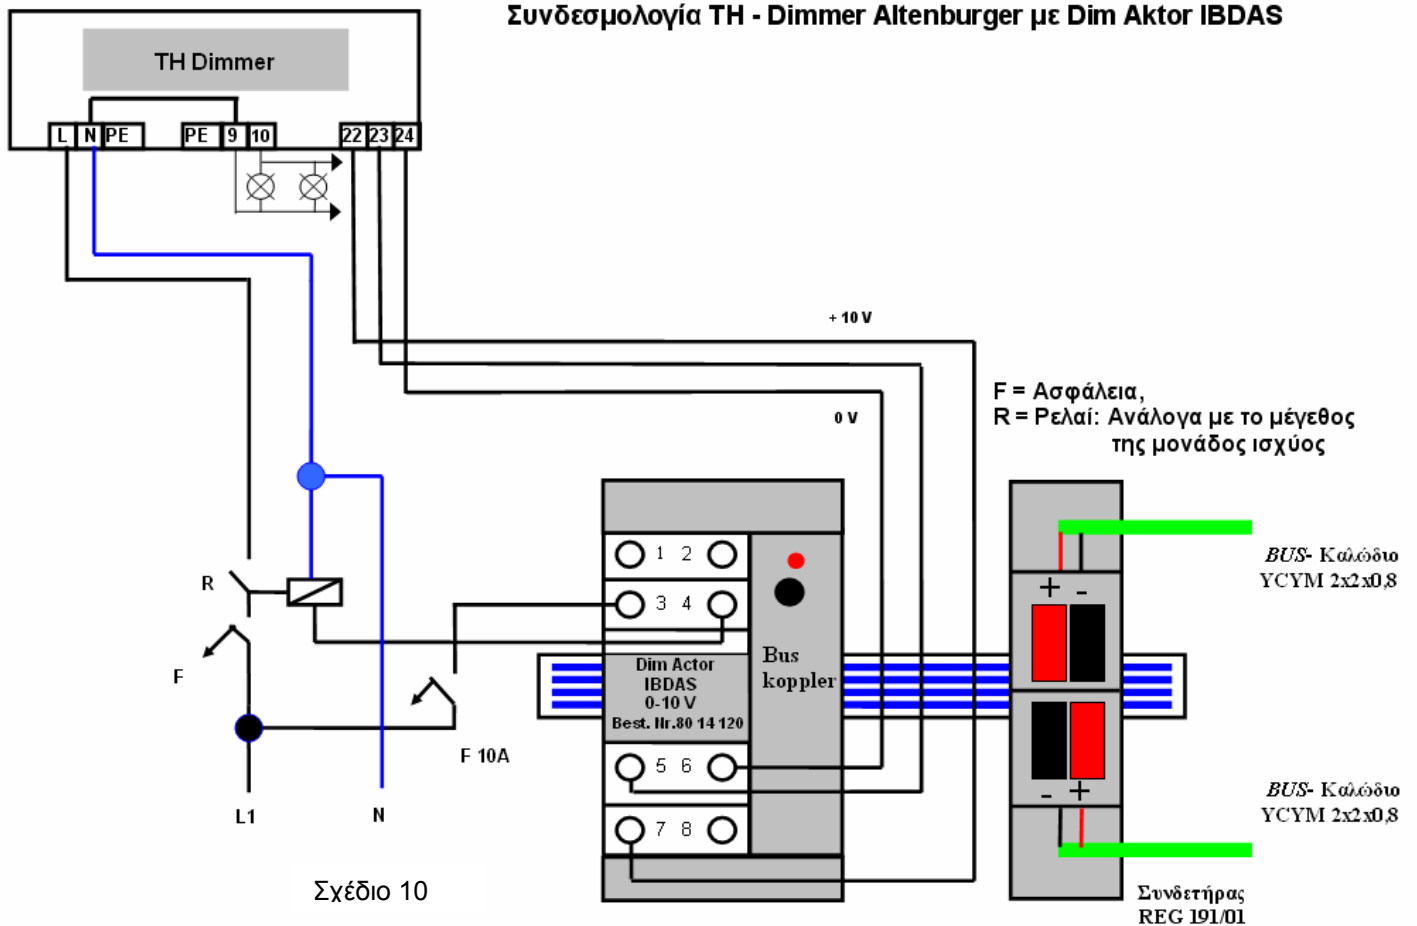 Συνδεσμολογία TH - Dimmer Altenburger με Dim Aktor IBDAS
TH Dimmer
L N PE PE 9 10 22 23 24
+ 10 V
0 V
F = Ασφάλεια,
R = Ρελαί: Ανάλογα με το μέγεθος
της μονάδος ισχύος
1 2
3 4
R
F
Dim Actor
IBDAS
0-10 V
Best. Nr.80 14 120
Bus
koppler
5 6
7 8
F 10A
L1
N
+ -
- +
BUS- Καλώδιο
YCYM 2x2x0,8
BUS- Καλώδιο
YCYM 2x2x0,8
Συνδετήρας
REG 191/01
Σχέδιο 10